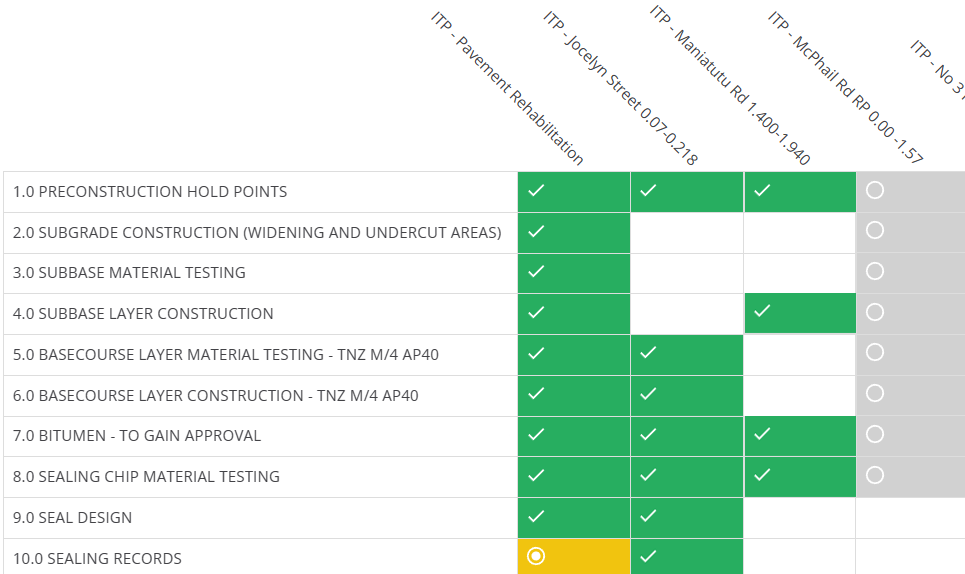 ITP - Pavement Rehabilitation
ITP - Jocelyn Street 0.07-0.218
ITP - Maniatutu Rd 1.400-1.940
ITP - McPhail Rd RP 0.00 -1.57
ITP - No 3
1.0 PRECONSTRUCTION HOLD POINTS
2.0 SUBGRADE CONSTRUCTION (WIDENING AND UNDERCUT AREAS)
3.0 SUBBASE MATERIAL TESTING
4.0 SUBBASE LAYER CONSTRUCTION
5.0 BASECOURSE LAYER MATERIAL TESTING - TNZ M/4 AP40
6.0 BASECOURSE LAYER CONSTRUCTION - TNZ M/4 AP40
7.0 BITUMEN - TO GAIN APPROVAL
8.0 SEALING CHIP MATERIAL TESTING
9.0 SEAL DESIGN
10.0 SEALING RECORDS